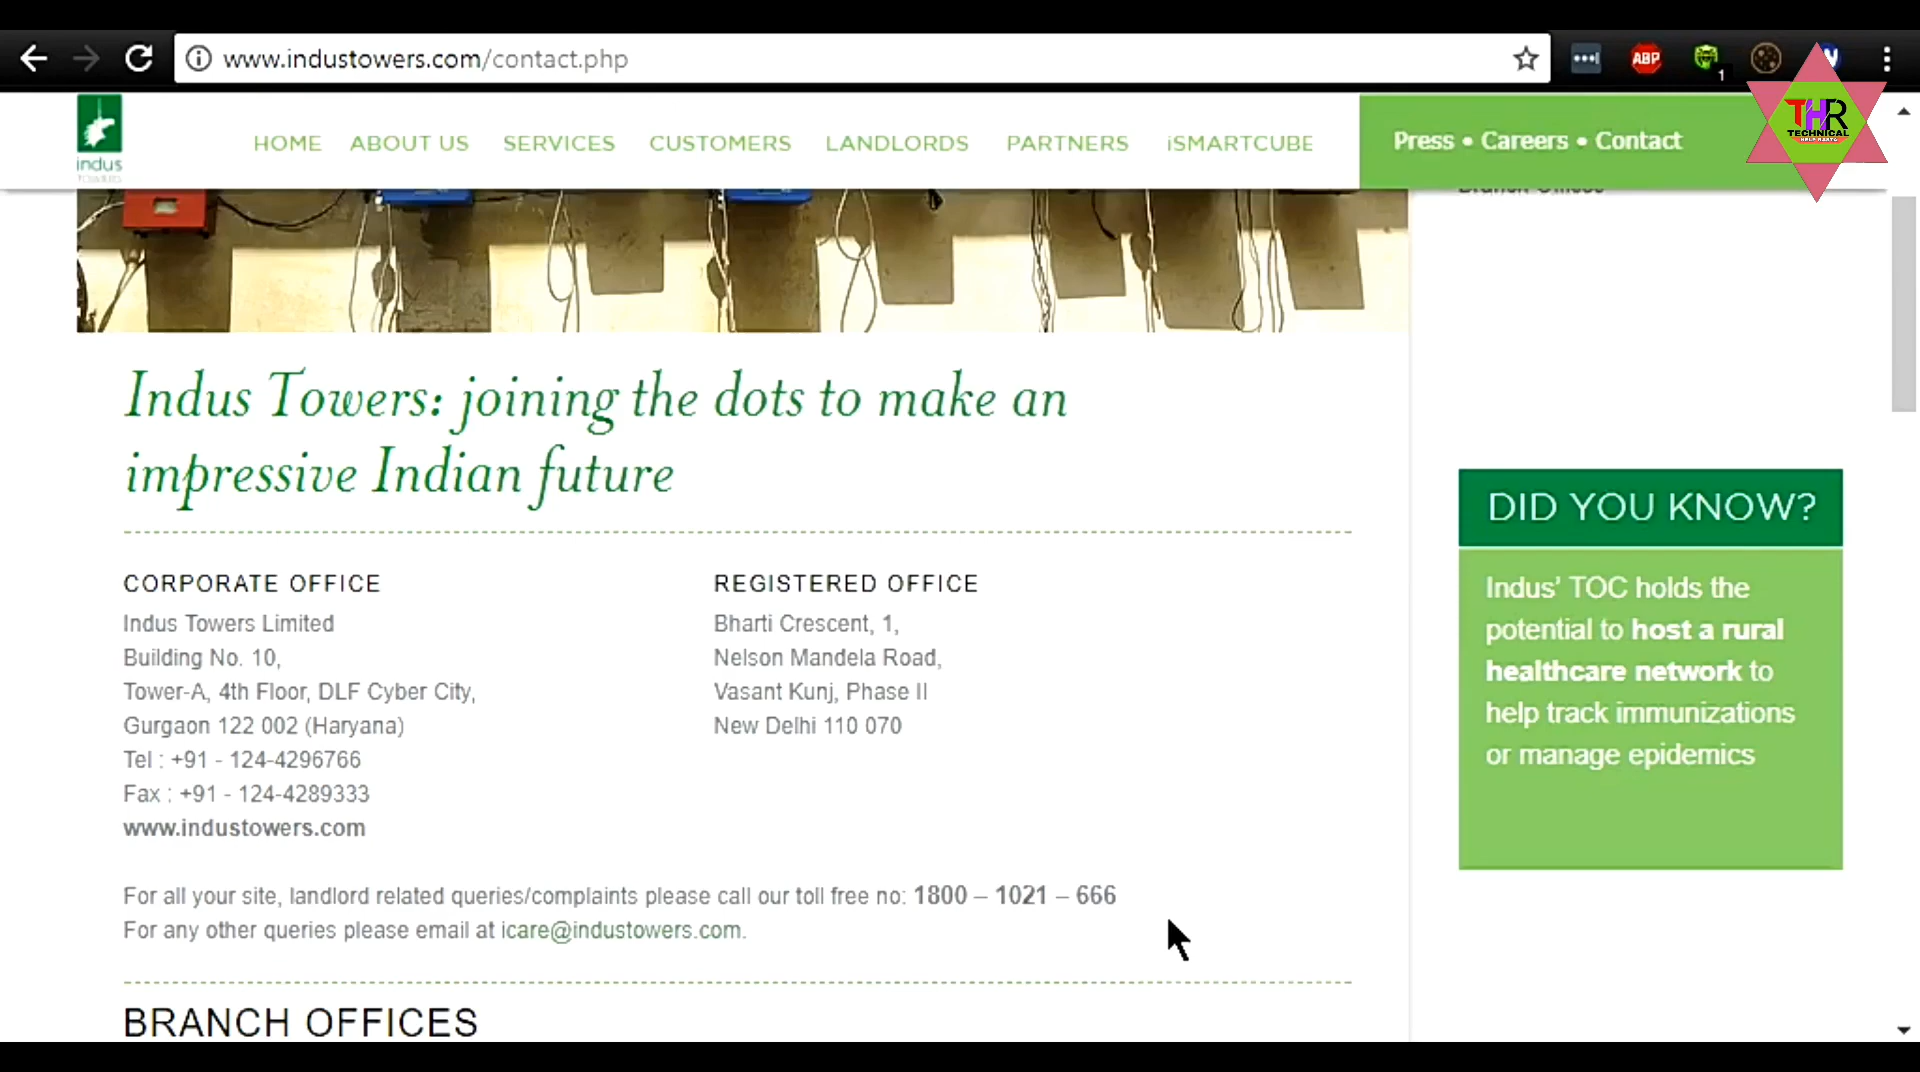 www.industowers.com/contact.php
ABP
1
indus
TOWERS
HOME ABOUT US SERVICES CUSTOMERS LANDLORDS PARTNERS iSMARTCUBE
Press • Careers • Contact
THR
TECHNICAL
Branch Offices
Indus Towers: joining the dots to make an
impressive Indian future
CORPORATE OFFICE
Indus Towers Limited
Building No. 10,
Tower-A, 4th Floor, DLF Cyber City,
Gurgaon 122 002 (Haryana)
Tel : +91 - 124-4296766
Fax : +91 - 124-4289333
www.industowers.com
REGISTERED OFFICE
Bharti Crescent, 1,
Nelson Mandela Road,
Vasant Kunj, Phase II
New Delhi 110 070
For all your site, landlord related queries/complaints please call our toll free no: 1800 – 1021 – 666
For any other queries please email at icare@industowers.com.
BRANCH OFFICES
DID YOU KNOW?
Indus' TOC holds the
potential to host a rural
healthcare network to
help track immunizations
or manage epidemics